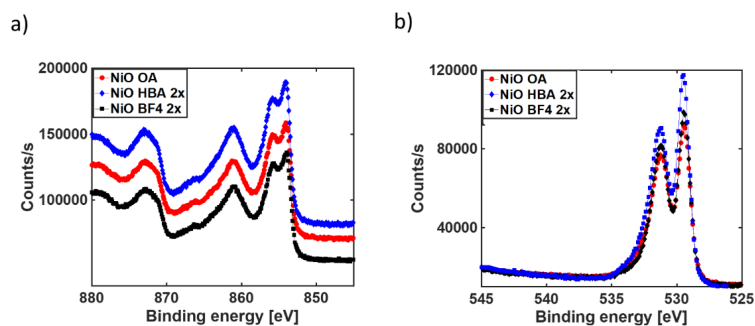 a)
200000
150000
100000
Counts/s
NiO OA
NiO HBA 2x
NiO BF4 2x
880
870
860
850
Binding energy [eV]
b)
120000
80000
40000
Counts/s
NiO OA
NiO HBA 2x
NiO BF4 2x
545
540
535
530
525
Binding energy [eV]